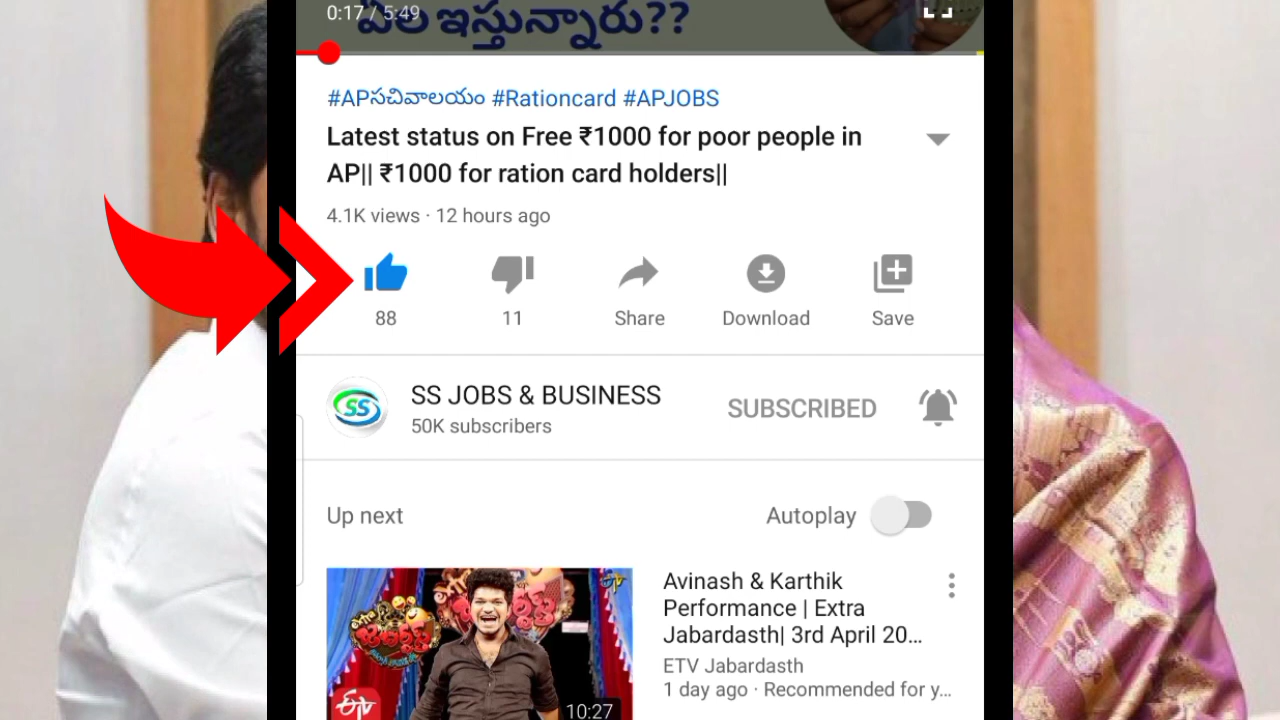 0:17 / 5:49
ఏలా ఇస్తున్నారు??
#APసచివాలయం #Rationcard #APJOBS
Latest status on Free ₹1000 for poor people in
AP|| ₹1000 for ration card holders||
4.1K views · 12 hours ago
88
11
Share
Download
Save
SS
SS JOBS & BUSINESS
50K subscribers
SUBSCRIBED
Up next
Autoplay
Avinash & Karthik
Performance | Extra
Jabardasth| 3rd April 20...
ETV Jabardasth
1 day ago · Recommended for y...
10:27